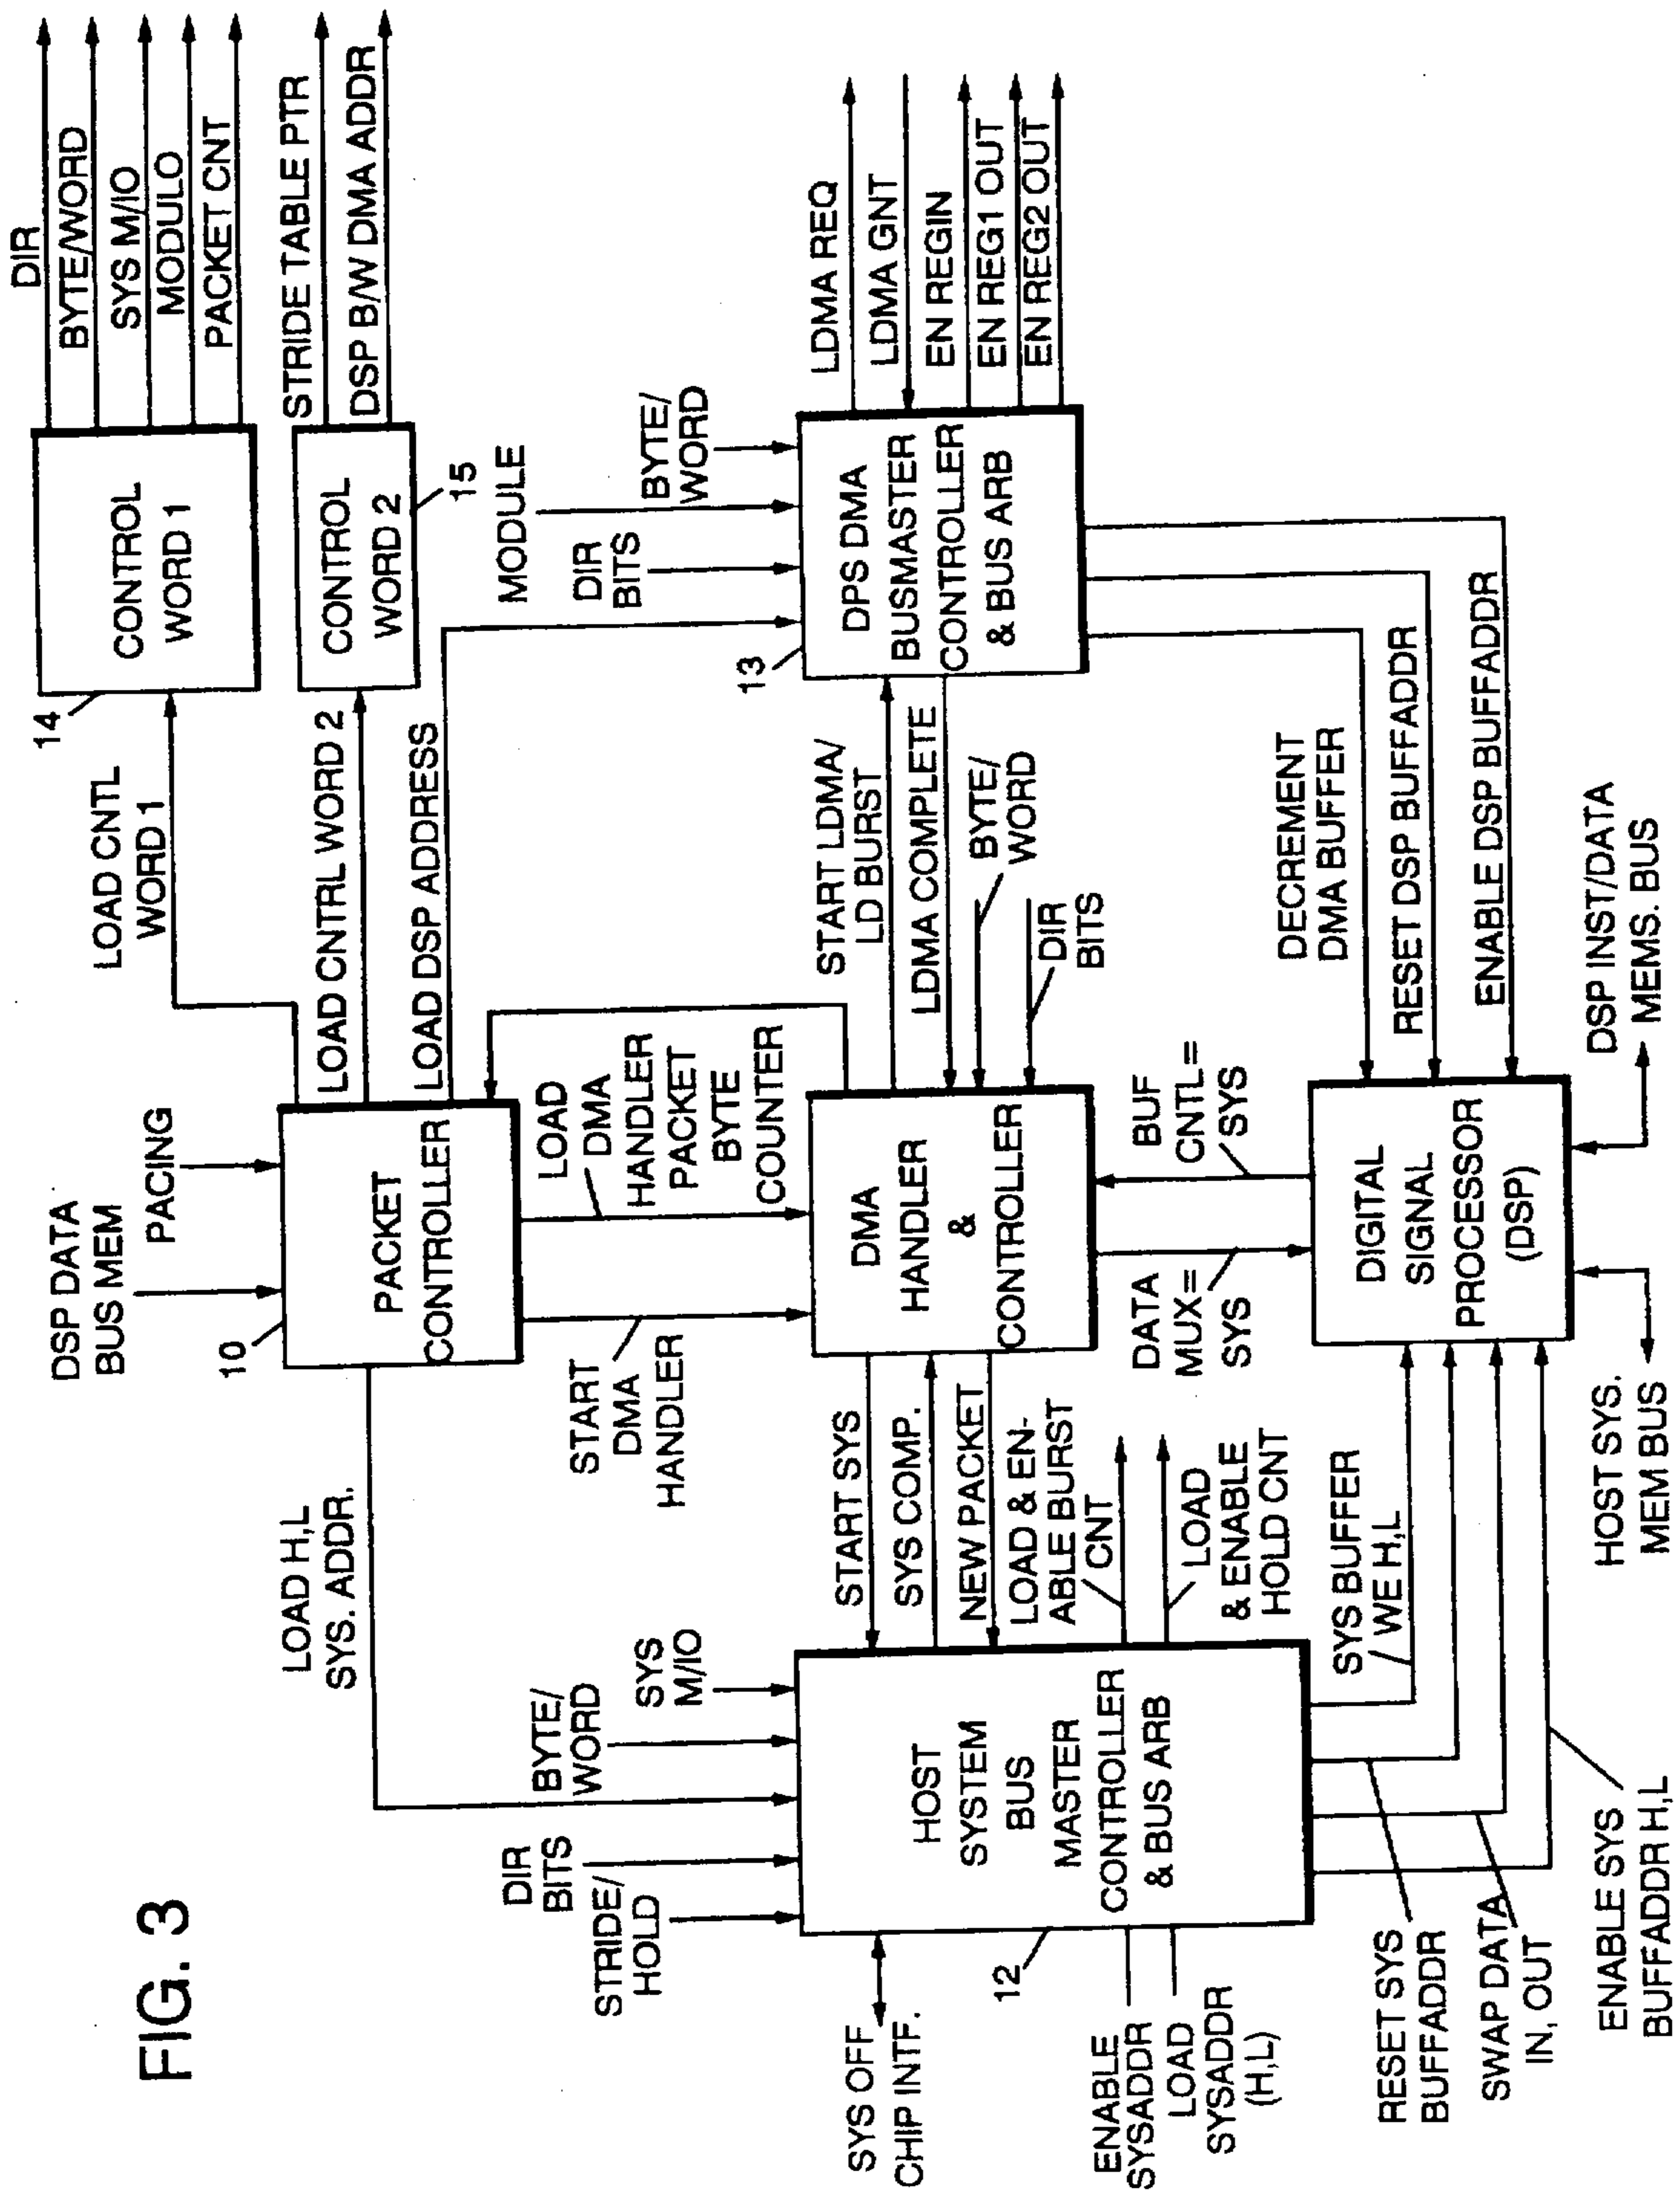 FIG. 3
DIR
BYTE/WORD
SYS M/IO
MODULO
PACKET CNT
STRIDE TABLE PTR
DSP B/W DMA ADDR
14
CONTROL
WORD 1
CONTROL
WORD 2
15
LOAD CNTL
WORD 1
LOAD CNTRL WORD 2
LOAD DSP ADDRESS
DSP DATA
BUS MEM
PACING
10
PACKET
CONTROLLER
LOAD H,L
SYS. ADDR.
START
DMA
HANDLER
LOAD
DMA
HANDLER
PACKET
BYTE
COUNTER
MODULE
DIR
BITS
BYTE/
WORD
13
DPS DMA
BUSMASTER
CONTROLLER
& BUS ARB
LDMA REQ
LDMA GNT
EN REGIN
EN REG1 OUT
EN REG2 OUT
START LDMA/
LD BURST
LDMA COMPLETE
BYTE/
WORD
DIR
BITS
DMA
HANDLER
&
CONTROLLER
START SYS
SYS COMP.
NEW PACKET
LOAD & EN-
ABLE BURST
CNT
LOAD
& ENABLE
HOLD CNT
STRIDE/
HOLD
DIR
BITS
BYTE/
WORD
SYS
M/IO
HOST
SYSTEM
BUS
MASTER
CONTROLLER
& BUS ARB
12
SYS OFF
CHIP INTF.
ENABLE
SYSADDR
LOAD
SYSADDR
(H,L)
DATA
MUX=
SYS
BUF
CNTL=
SYS
DECREMENT
DMA BUFFER
RESET DSP BUFFADDR
ENABLE DSP BUFFADDR
DIGITAL
SIGNAL
PROCESSOR
(DSP)
SYS BUFFER
/ WE H,L
RESET SYS
BUFFADDR
SWAP DATA
IN, OUT
ENABLE SYS
BUFFADDR H,L
HOST SYS.
MEM BUS
DSP INST/DATA
MEMS. BUS